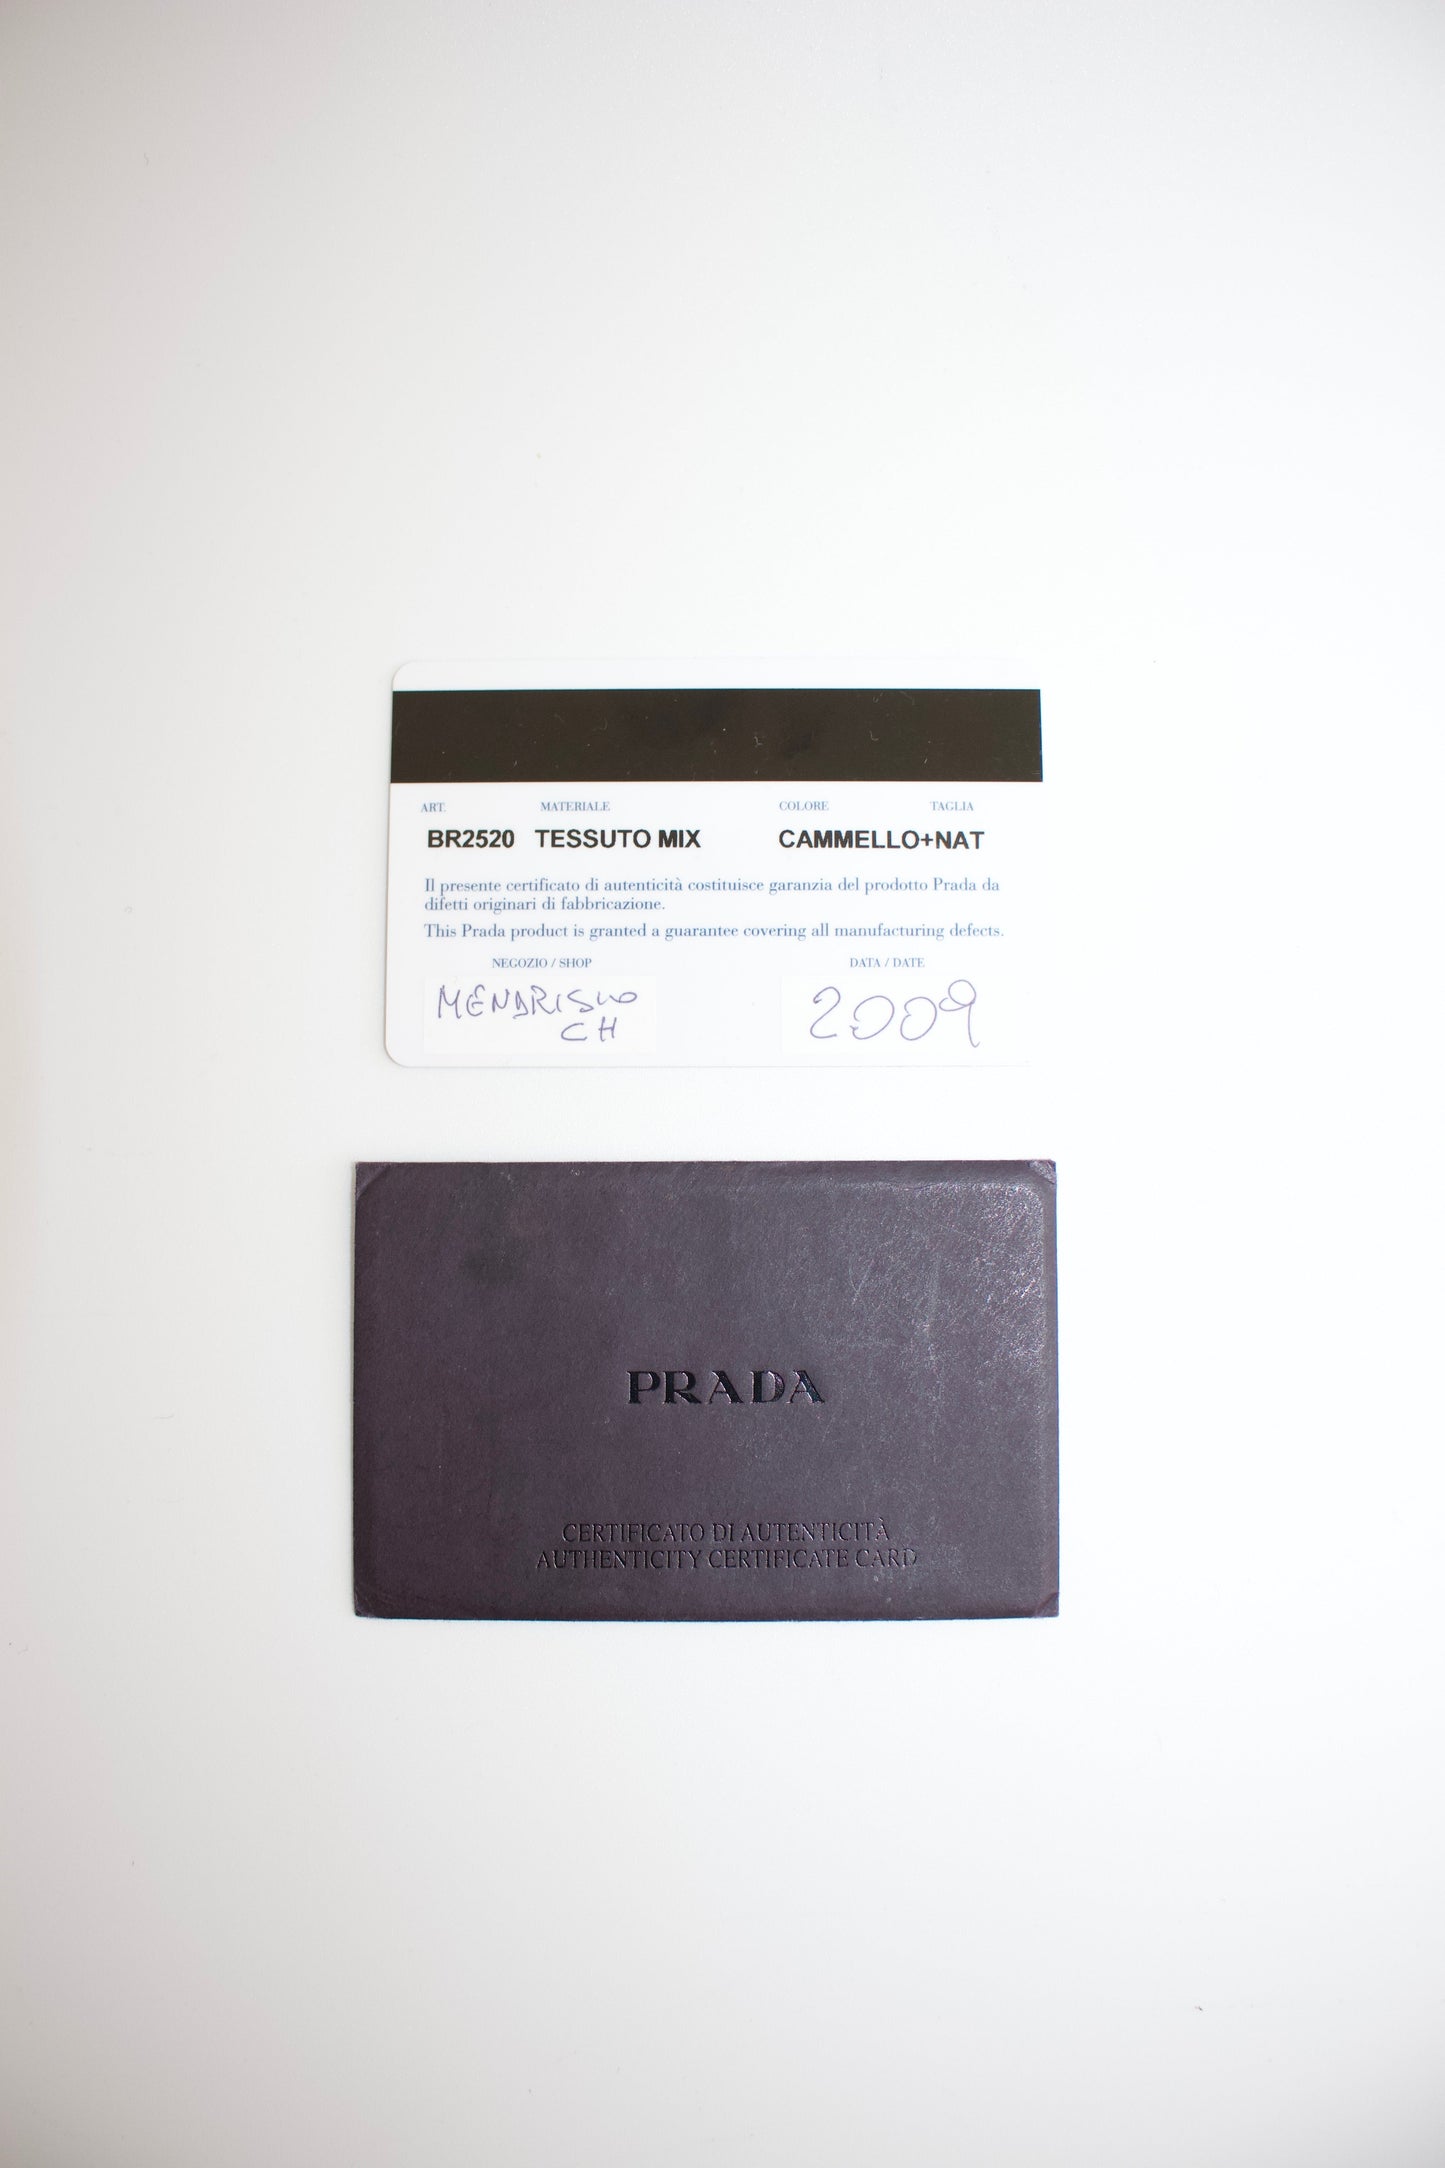 ART. MATERIALE COLORE TAGLIA
BR2520 TESSUTO MIX CAMMELLO+NAT
Il presente certificato di autenticità costituisce garanzia del prodotto Prada da
difetti originari di fabbricazione.
This Prada product is granted a guarantee covering all manufacturing defects.
NEGOZIO / SHOP DATA / DATE
MENDRISIO 2009
CH
PRADA
CERTIFICATO DI AUTENTICITÀ
AUTHENTICITY CERTIFICATE CARD